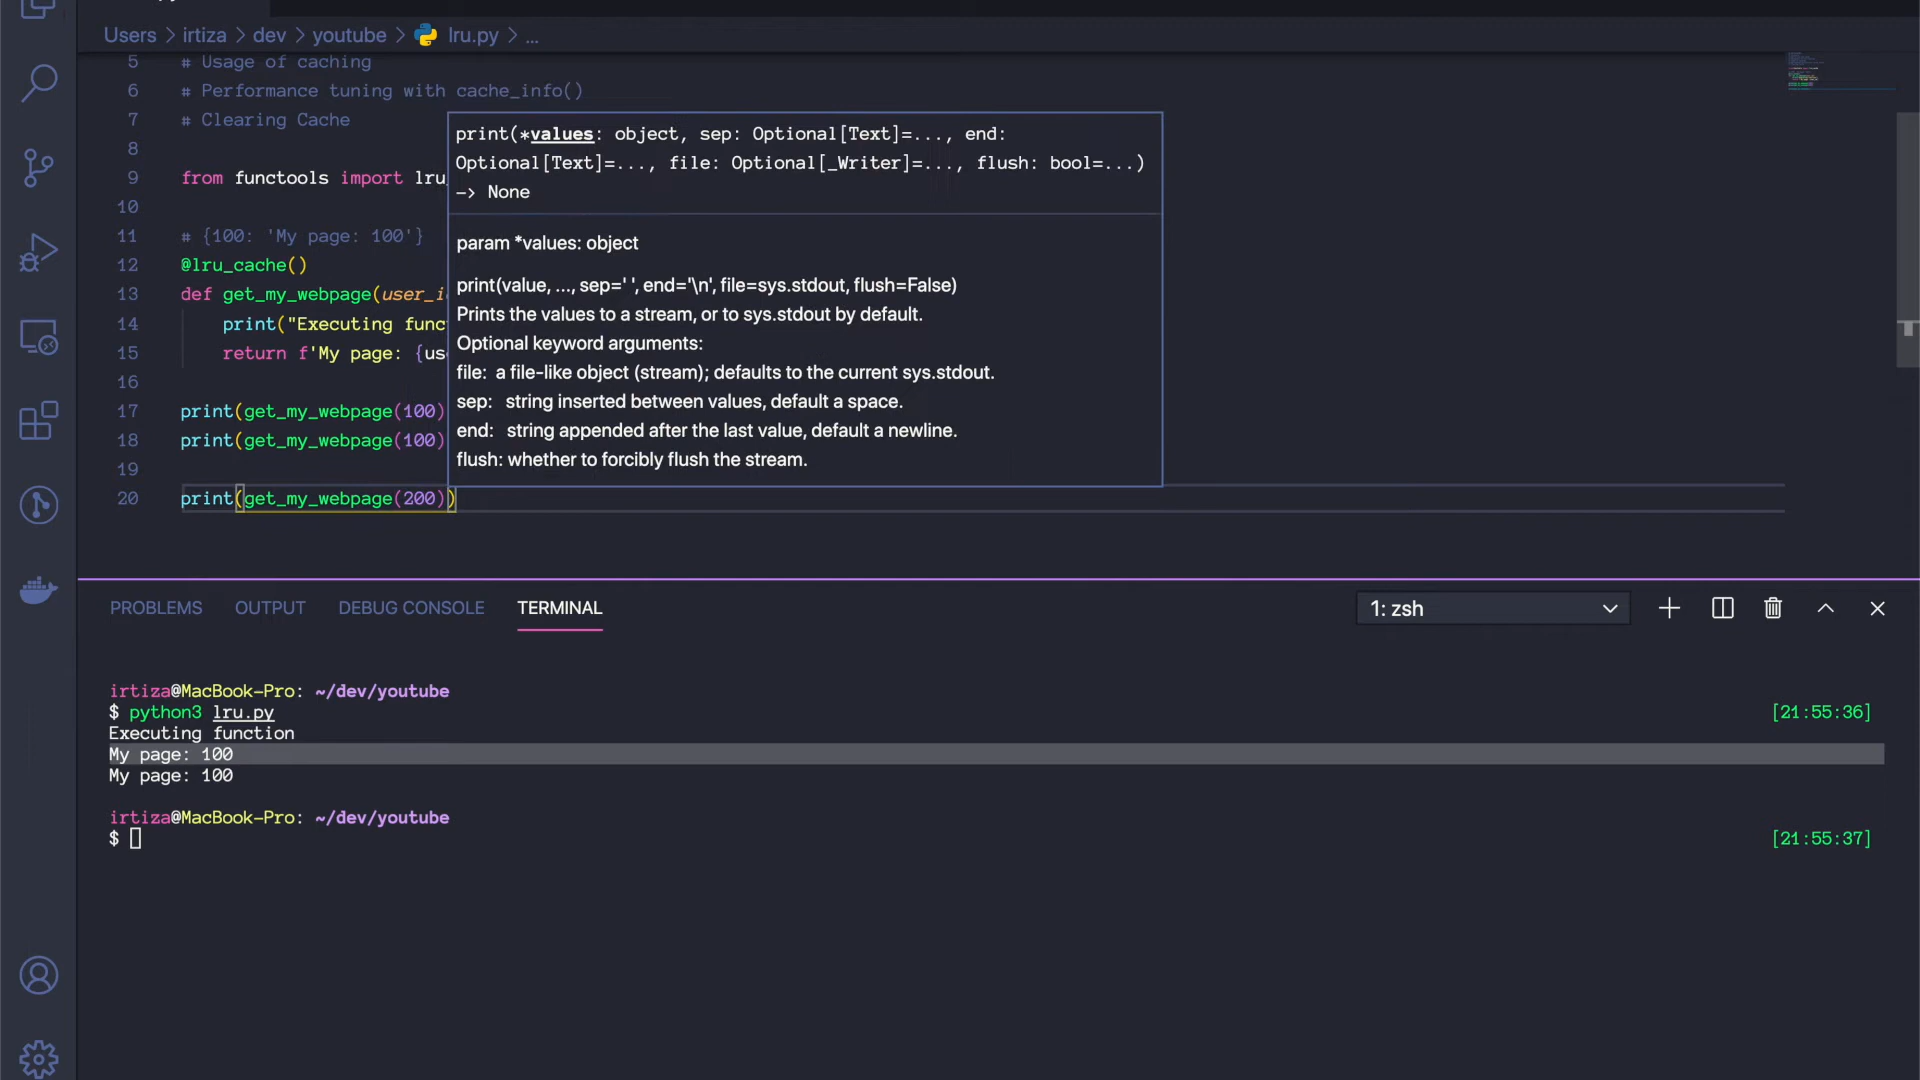 Users > irtiza > dev > youtube > lru.py > ...
5 # Usage of caching
6 # Performance tuning with cache_info()
7 # Clearing Cache
8
9 from functools import lru_
10
11 # {100: 'My page: 100'}
12 @lru_cache()
13 def get_my_webpage(user_i
14 print("Executing func
15 return f'My page: {us
16
17 print(get_my_webpage(100)
18 print(get_my_webpage(100)
19
20 print(get_my_webpage(200))
print(*values: object, sep: Optional[Text]=..., end:
Optional[Text]=..., file: Optional[_Writer]=..., flush: bool=...)
-> None
param *values: object
print(value, ..., sep=' ', end='\n', file=sys.stdout, flush=False)
Prints the values to a stream, or to sys.stdout by default.
Optional keyword arguments:
file: a file-like object (stream); defaults to the current sys.stdout.
sep: string inserted between values, default a space.
end: string appended after the last value, default a newline.
flush: whether to forcibly flush the stream.
PROBLEMS OUTPUT DEBUG CONSOLE TERMINAL 1: zsh
irtiza@MacBook-Pro: ~/dev/youtube
$ python3 lru.py [21:55:36]
Executing function
My page: 100
My page: 100
irtiza@MacBook-Pro: ~/dev/youtube
$ [21:55:37]